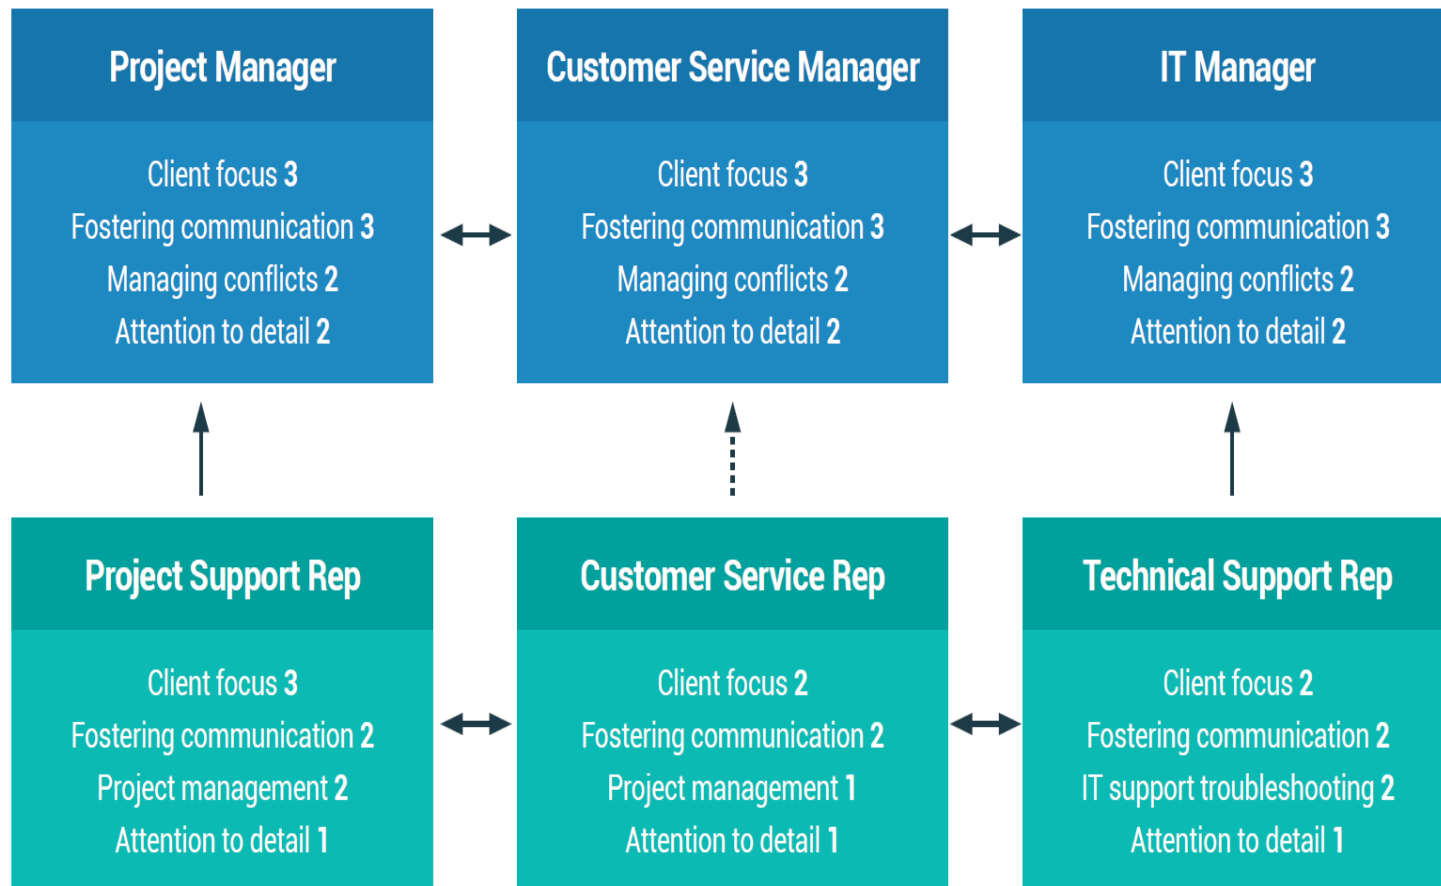 Project Manager
Client focus 3
Fostering communication 3
Managing conflicts 2
Attention to detail 2
Customer Service Manager
Client focus 3
Fostering communication 3
Managing conflicts 2
Attention to detail 2
IT Manager
Client focus 3
Fostering communication 3
Managing conflicts 2
Attention to detail 2
Project Support Rep
Client focus 3
Fostering communication 2
Project management 2
Attention to detail 1
Customer Service Rep
Client focus 2
Fostering communication 2
Project management 1
Attention to detail 1
Technical Support Rep
Client focus 2
Fostering communication 2
IT support troubleshooting 2
Attention to detail 1